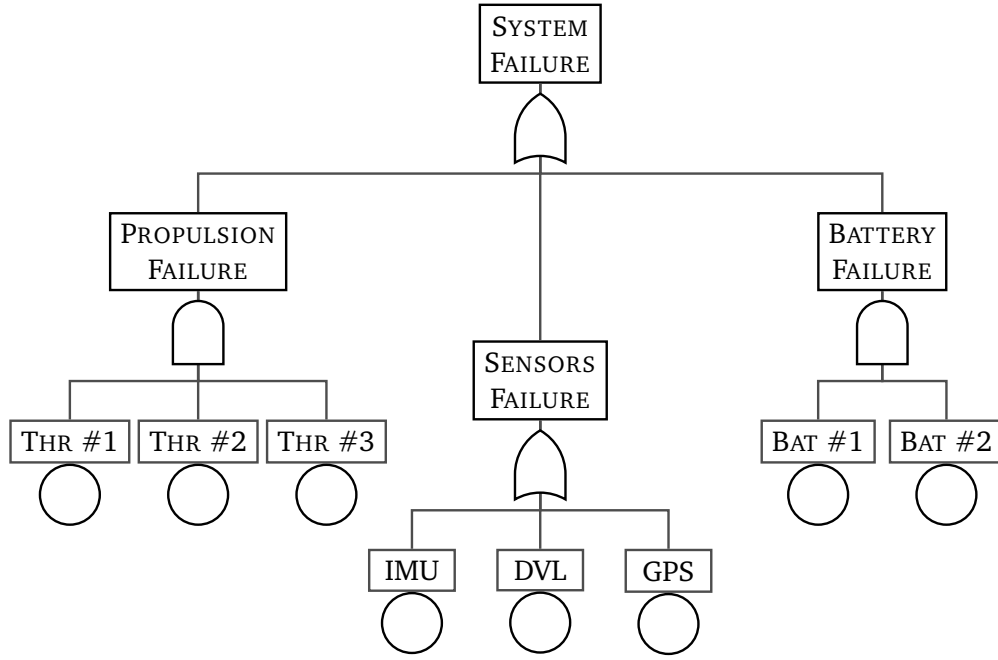 SYSTEM
FAILURE
PROPULSION
FAILURE
BATTERY
FAILURE
SENSORS
FAILURE
THR #1
THR #2
THR #3
BAT #1
BAT #2
IMU
DVL
GPS